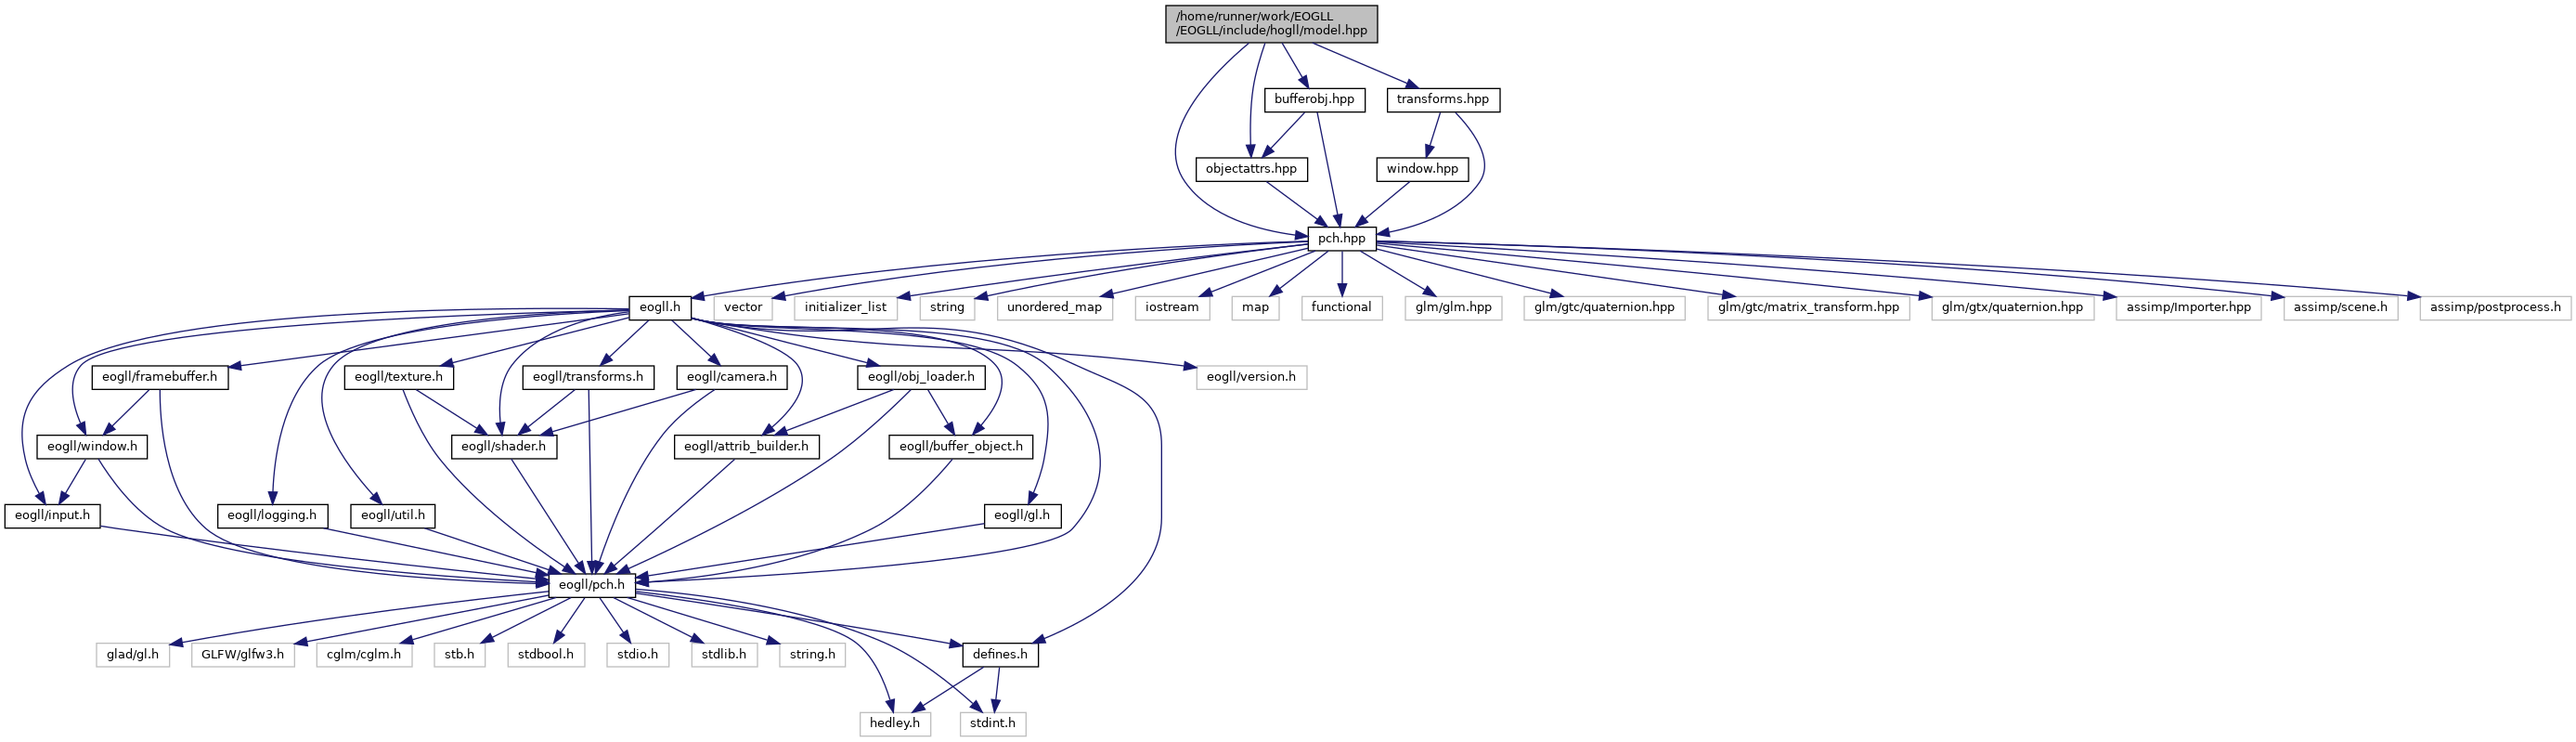 /home/runner/work/EOGLL
/EOGLL/include/hogll/model.hpp
bufferobj.hpp
transforms.hpp
objectattrs.hpp
window.hpp
pch.hpp
eogll.h
vector
initializer_list
string
unordered_map
iostream
map
functional
glm/glm.hpp
glm/gtc/quaternion.hpp
glm/gtc/matrix_transform.hpp
glm/gtx/quaternion.hpp
assimp/Importer.hpp
assimp/scene.h
assimp/postprocess.h
eogll/framebuffer.h
eogll/texture.h
eogll/transforms.h
eogll/camera.h
eogll/obj_loader.h
eogll/version.h
eogll/window.h
eogll/shader.h
eogll/attrib_builder.h
eogll/buffer_object.h
eogll/input.h
eogll/logging.h
eogll/util.h
eogll/gl.h
eogll/pch.h
glad/gl.h
GLFW/glfw3.h
cglm/cglm.h
stb.h
stdbool.h
stdio.h
stdlib.h
string.h
defines.h
hedley.h
stdint.h